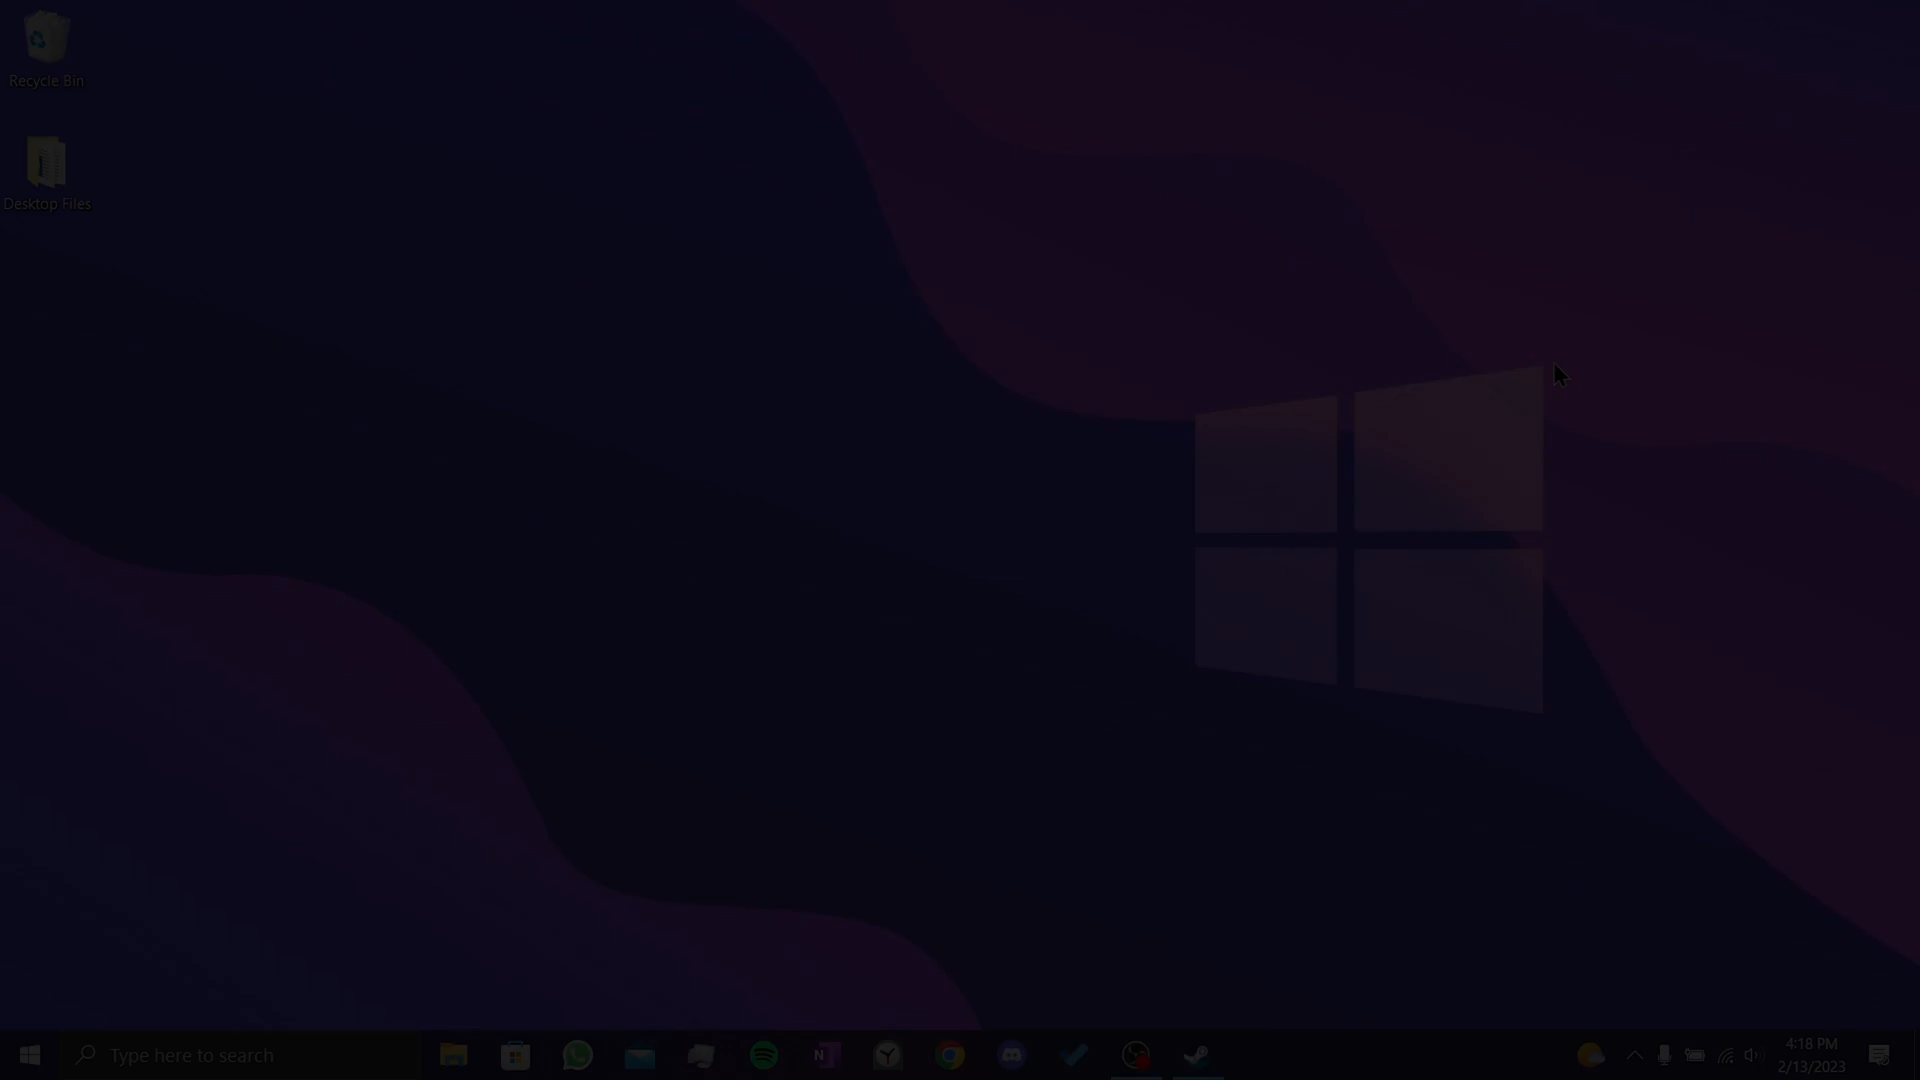 Recycle Bin
Desktop Files
Type here to search
N
4:18 PM
2/13/2023